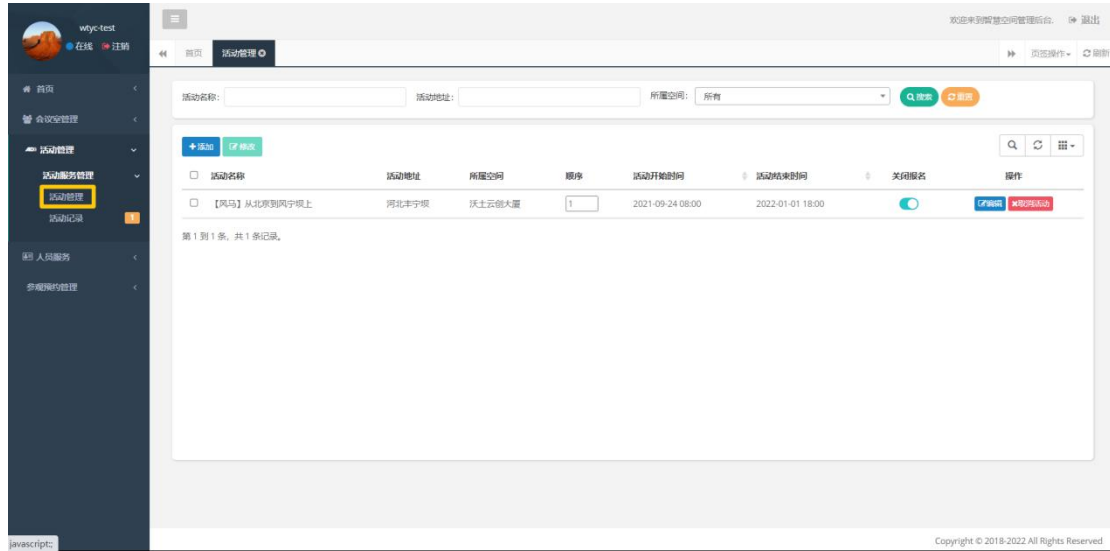 wtyc-test
在线 注销
欢迎来到智慧空间管理后台. 退出
首页 活动管理 页签操作 刷新
首页
会议室管理
活动管理
活动服务管理
活动管理
活动记录 1
人员服务
参观预约管理
活动名称: 活动地址: 所属空间: 所有 搜索 重置
添加 修改
活动名称 活动地址 所属空间 顺序 活动开始时间 活动结束时间 关闭报名 操作
【风马】从北京到风宁坝上 河北丰宁坝 沃土云创大厦 1 2021-09-24 08:00 2022-01-01 18:00 编辑 取消活动
第 1 到 1 条, 共 1 条记录。
javascript:;
Copyright © 2018-2022 All Rights Reserved